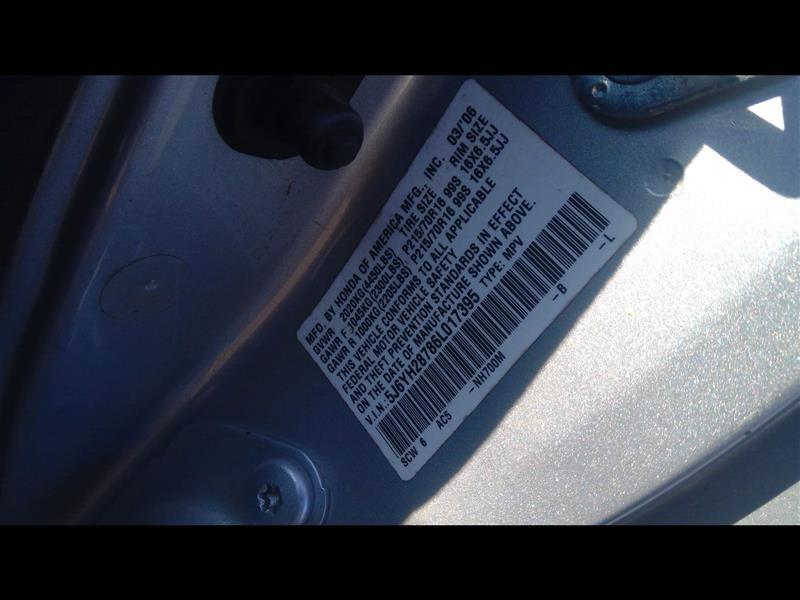 MFD. BY HONDA OF AMERICA MFG., INC. 03/'06
GVWR 2020KG(4450LBS) TIRE SIZE RIM SIZE
GAWR F 1045KG(2300LBS) P215/70R16 99S 16X6.5JJ
GAWR R 1000KG(2205LBS) P215/70R16 99S 16X6.5JJ
THIS VEHICLE CONFORMS TO ALL APPLICABLE
FEDERAL MOTOR VEHICLE SAFETY
AND THEFT PREVENTION STANDARDS IN EFFECT
ON THE DATE OF MANUFACTURE SHOWN ABOVE.
V.I.N.: 5J6YH28786L017395 TYPE: MPV
SCW 6 AC5 -NH700M -B -L